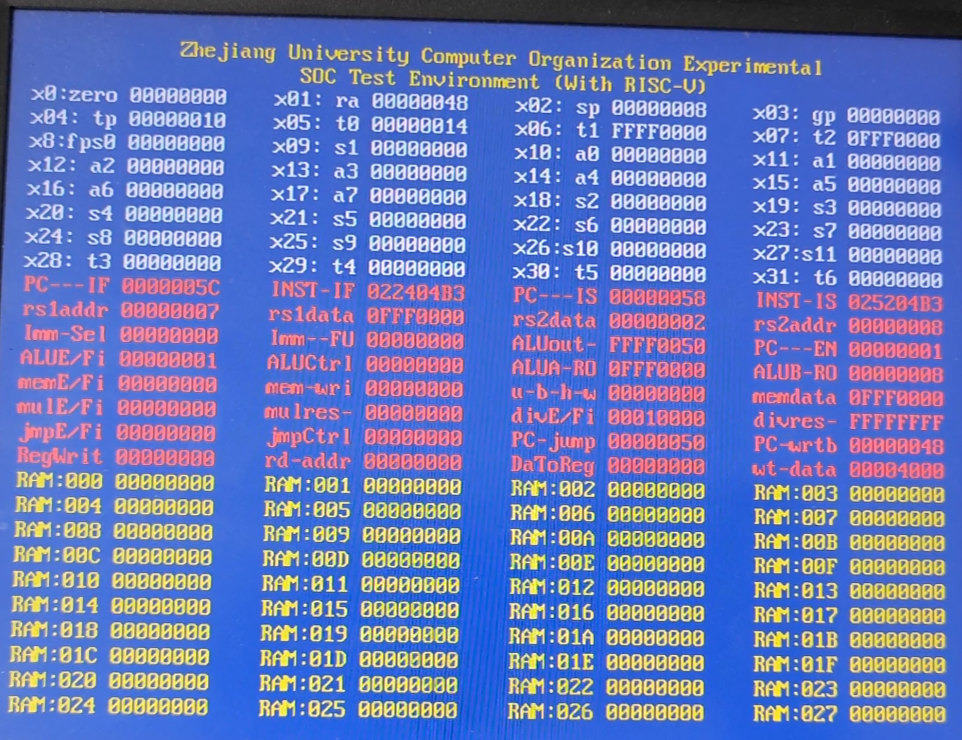 Zhejiang University Computer Organization Experimental
SOC Test Environment (With RISC-V)
x0:zero 00000000 x01: ra 00000048 x02: sp 00000008 x03: gp 00000000
x04: tp 00000010 x05: t0 00000014 x06: t1 FFFF0000 x07: t2 0FFF0000
x8:fps0 00000000 x09: s1 00000000 x10: a0 00000000 x11: a1 00000000
x12: a2 00000000 x13: a3 00000000 x14: a4 00000000 x15: a5 00000000
x16: a6 00000000 x17: a7 00000000 x18: s2 00000000 x19: s3 00000000
x20: s4 00000000 x21: s5 00000000 x22: s6 00000000 x23: s7 00000000
x24: s8 00000000 x25: s9 00000000 x26:s10 00000000 x27:s11 00000000
x28: t3 00000000 x29: t4 00000000 x30: t5 00000000 x31: t6 00000000
PC---IF 0000005C INST-IF 022404B3 PC---IS 00000058 INST-IS 025204B3
rs1addr 00000007 rs1data 0FFF0000 rs2data 00000002 rs2addr 00000008
Imm-Sel 00000000 Imm--FU 00000000 ALUout- FFFF0050 PC---EN 00000001
ALUE/Fi 00000001 ALUCtrl 00000000 ALUA-RO 0FFF0000 ALUB-RO 00000008
memE/Fi 00000000 mem-wri 00000000 u-b-h-w 00000000 memdata 0FFF0000
mulE/Fi 00000000 mulres- 00000000 divE/Fi 00010000 divres- FFFFFFFF
jmpE/Fi 00000000 jmpCtrl 00000000 PC-jump 00000050 PC-wrtb 00000048
RegWrit 00000000 rd-addr 00000000 DaToReg 00000000 wt-data 00004000
RAM:000 00000000 RAM:001 00000000 RAM:002 00000000 RAM:003 00000000
RAM:004 00000000 RAM:005 00000000 RAM:006 00000000 RAM:007 00000000
RAM:008 00000000 RAM:009 00000000 RAM:00A 00000000 RAM:00B 00000000
RAM:00C 00000000 RAM:00D 00000000 RAM:00E 00000000 RAM:00F 00000000
RAM:010 00000000 RAM:011 00000000 RAM:012 00000000 RAM:013 00000000
RAM:014 00000000 RAM:015 00000000 RAM:016 00000000 RAM:017 00000000
RAM:018 00000000 RAM:019 00000000 RAM:01A 00000000 RAM:01B 00000000
RAM:01C 00000000 RAM:01D 00000000 RAM:01E 00000000 RAM:01F 00000000
RAM:020 00000000 RAM:021 00000000 RAM:022 00000000 RAM:023 00000000
RAM:024 00000000 RAM:025 00000000 RAM:026 00000000 RAM:027 00000000